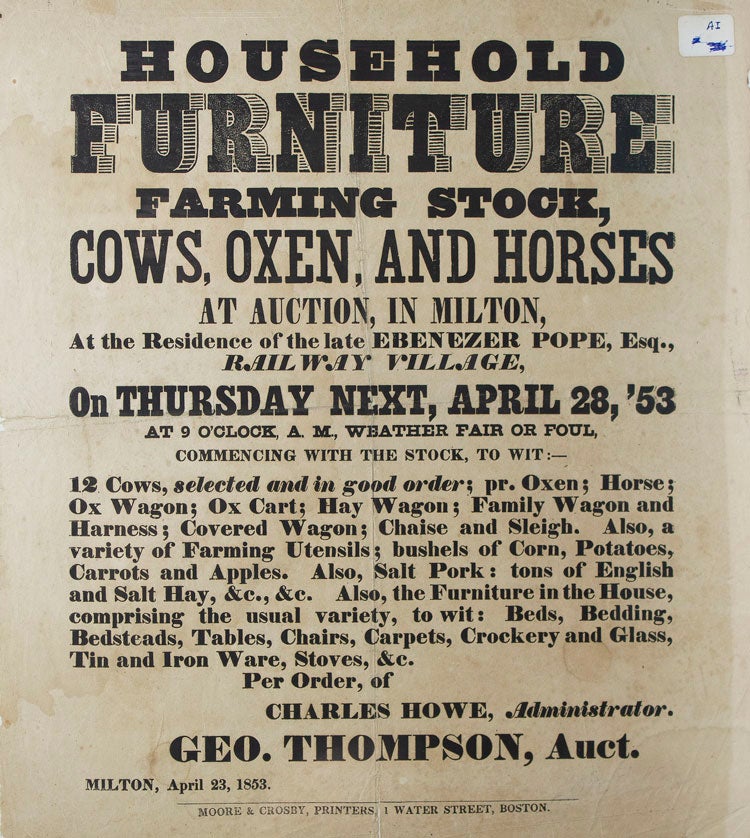 AI
HOUSEHOLD
FURNITURE
FARMING STOCK,
COWS, OXEN, AND HORSES
AT AUCTION, IN MILTON,
At the Residence of the late EBENEZER POPE, Esq.,
RAILWAY VILLAGE,
On THURSDAY NEXT, APRIL 28, '53
AT 9 O'CLOCK, A. M., WEATHER FAIR OR FOUL,
COMMENCING WITH THE STOCK, TO WIT:—
12 Cows, selected and in good order; pr. Oxen; Horse;
Ox Wagon; Ox Cart; Hay Wagon; Family Wagon and
Harness; Covered Wagon; Chaise and Sleigh. Also, a
variety of Farming Utensils; bushels of Corn, Potatoes,
Carrots and Apples. Also, Salt Pork: tons of English
and Salt Hay, &c., &c. Also, the Furniture in the House,
comprising the usual variety, to wit: Beds, Bedding,
Bedsteads, Tables, Chairs, Carpets, Crockery and Glass,
Tin and Iron Ware, Stoves, &c.
Per Order, of
CHARLES HOWE, Administrator.
GEO. THOMPSON, Auct.
MILTON, April 23, 1853.
MOORE & CROSBY, PRINTERS, 1 WATER STREET, BOSTON.